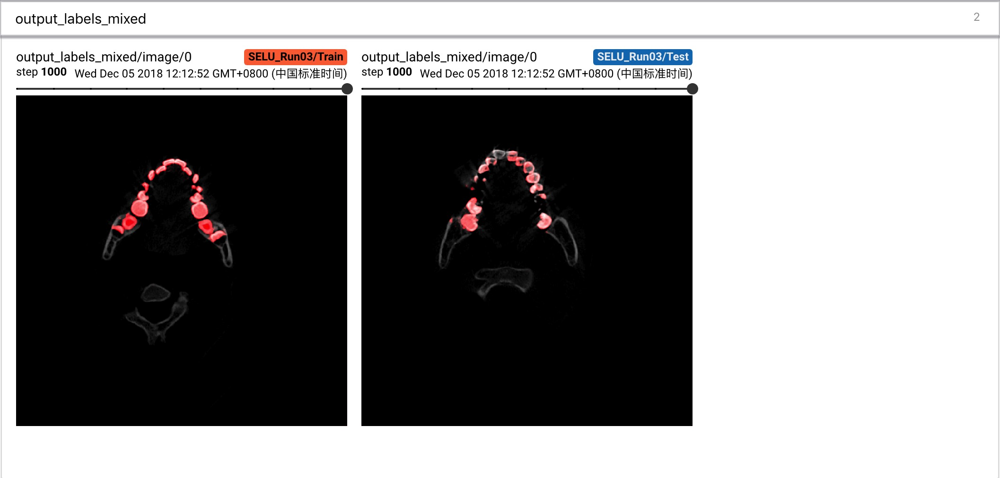 output_labels_mixed
2
output_labels_mixed/image/0 SELU_Run03/Train
step 1000 Wed Dec 05 2018 12:12:52 GMT+0800 (中国标准时间)
output_labels_mixed/image/0 SELU_Run03/Test
step 1000 Wed Dec 05 2018 12:12:52 GMT+0800 (中国标准时间)